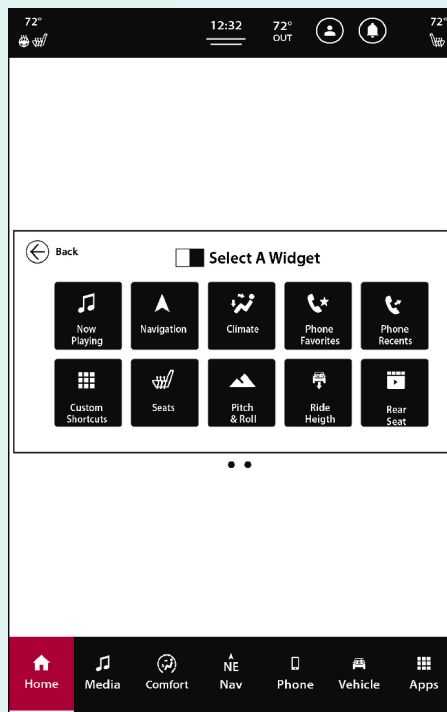 72°
12:32
72°
OUT
72°
Back
Select A Widget
Now
Playing
Navigation
Climate
Phone
Favorites
Phone
Recents
Custom
Shortcuts
Seats
Pitch
& Roll
Ride
Heigth
Rear
Seat
Home
Media
Comfort
NE
Nav
Phone
Vehicle
Apps